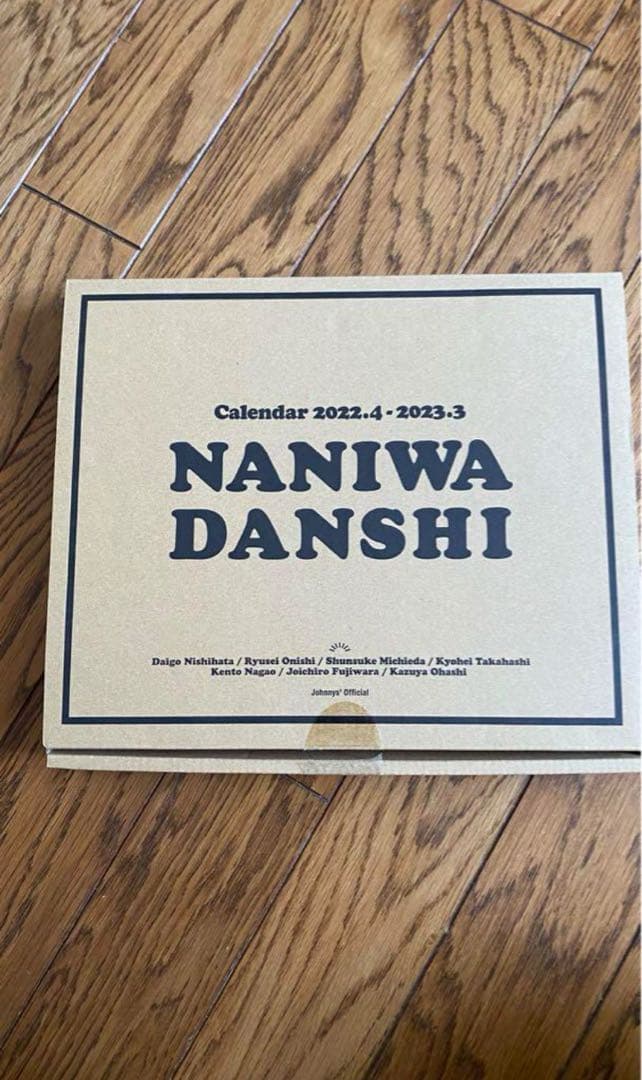 Calendar 2022.4-2023.3
NANIWA
DANSHI
Daigo Nishihata / Ryusei Onishi / Shunsuke Michieda / Kyohei Takahashi
Kento Nagao / Joichiro Fujiwara / Kazuya Ohashi
Johnnys' Official